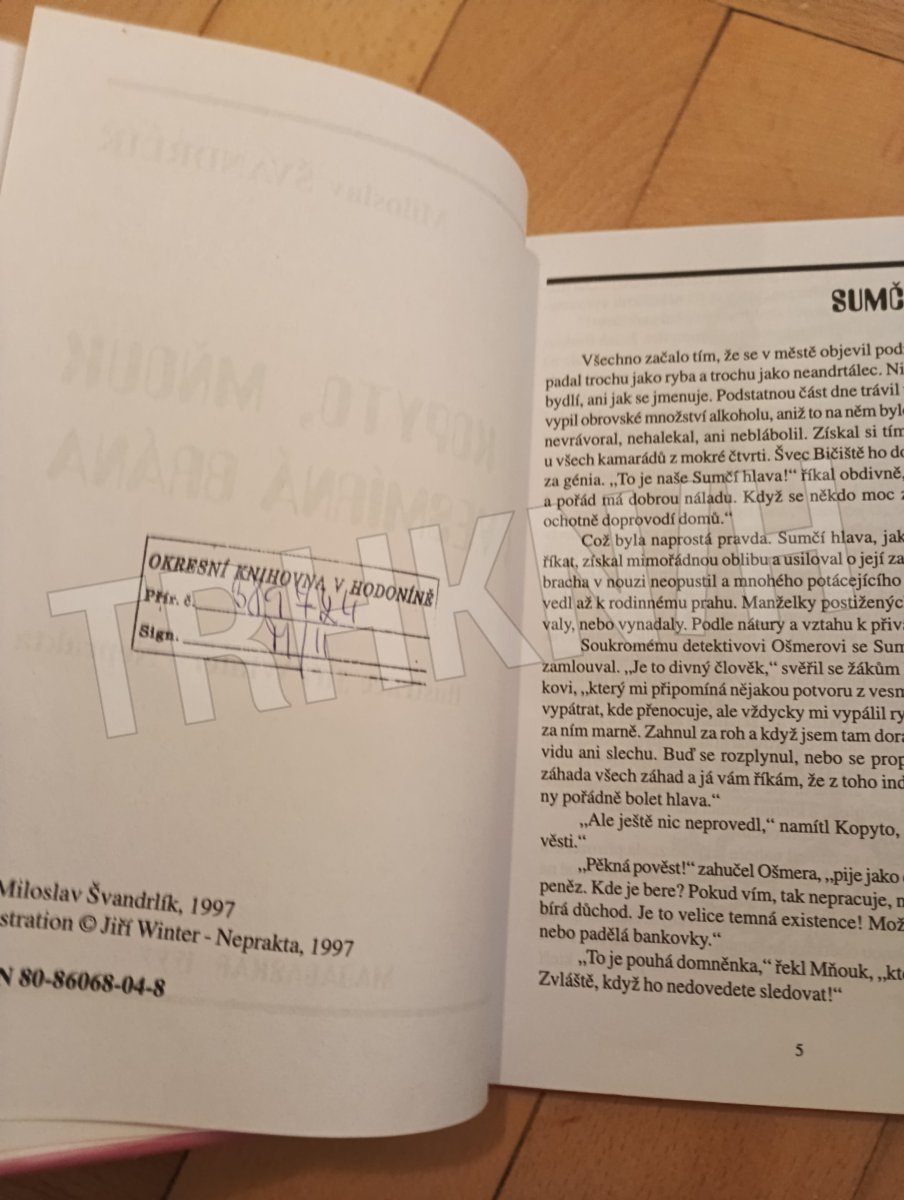 OKRESNÍ KNIHOVNA V HODONÍNĚ
Přír. č.
Sign.
Miloslav Švandrlík, 1997
stration © Jiří Winter - Neprakta, 1997
N 80-86068-04-8
SUMČ
Všechno začalo tím, že se v městě objevil pod
padal trochu jako ryba a trochu jako neandrtálec. Ni
bydlí, ani jak se jmenuje. Podstatnou část dne trávil
vypil obrovské množství alkoholu, aniž to na něm byl
nevrávoral, nehalekal, ani neblábolil. Získal si tím
u všech kamarádů z mokré čtvrti. Švec Bičiště ho do
za génia. „To je naše Sumčí hlava!“ říkal obdivně,
a pořád má dobrou náladu. Když se někdo moc z
ochotně doprovodí domů.“
Což byla naprostá pravda. Sumčí hlava, jak
říkat, získal mimořádnou oblibu a usiloval o její za
bracha v nouzi neopustil a mnohého potácejícího
vedl až k rodinnému prahu. Manželky postižených
valy, nebo vynadaly. Podle nátury a vztahu k přiv
Soukromému detektivovi Ošmerovi se Sum
zamlouval. „Je to divný člověk,“ svěřil se žákům
kovi, „který mi připomíná nějakou potvoru z vesm
vypátrat, kde přenocuje, ale vždycky mi vypálil ry
za ním marně. Zahnul za roh a když jsem tam dora
vidu ani slechu. Buď se rozplynul, nebo se prop
záhada všech záhad a já vám říkám, že z toho ind
ny pořádně bolet hlava.“
„Ale ještě nic neprovedl,“ namítl Kopyto,
věsti.“
„Pěkná pověst!“ zahučel Ošmera, „pije jako
peněz. Kde je bere? Pokud vím, tak nepracuje, n
bírá důchod. Je to velice temná existence! Mož
nebo padělá bankovky.“
„To je pouhá domněnka,“ řekl Mňouk, „kt
Zvláště, když ho nedovedete sledovat!“
5
TRHKNIH